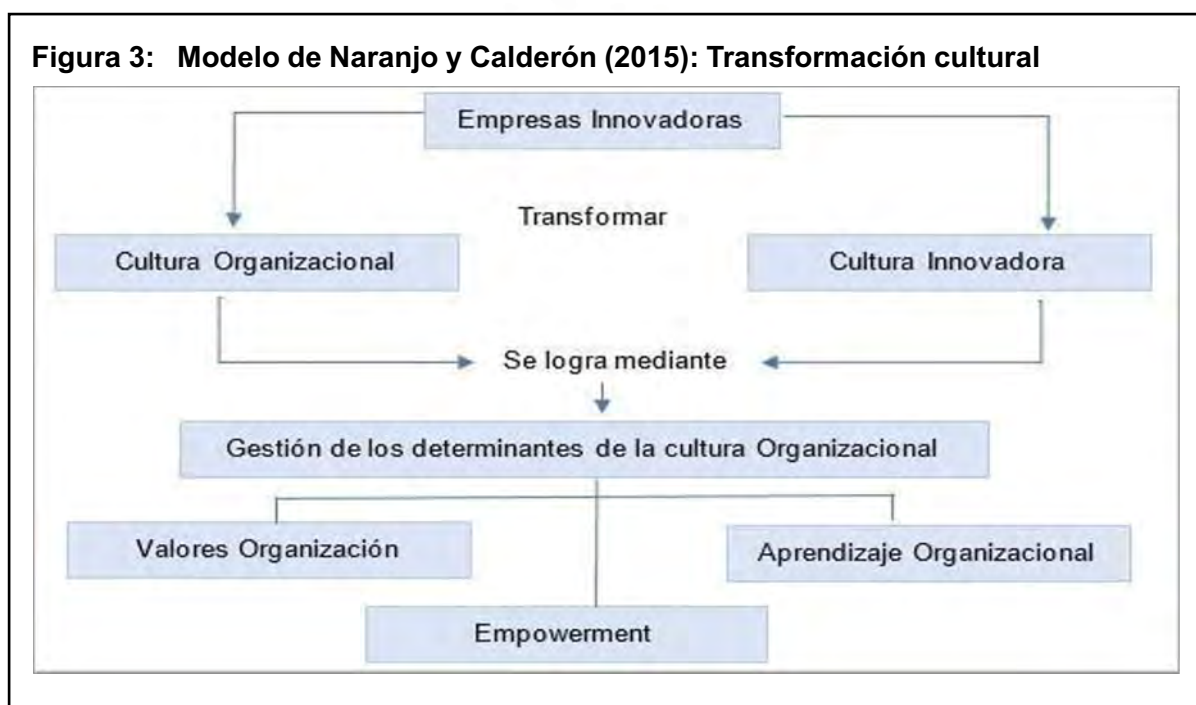 Figura 3: Modelo de Naranjo y Calderón (2015): Transformación cultural
Empresas Innovadoras
Transformar
Cultura Organizacional
Cultura Innovadora
Se logra mediante
Gestión de los determinantes de la cultura Organizacional
Valores Organización
Aprendizaje Organizacional
Empowerment